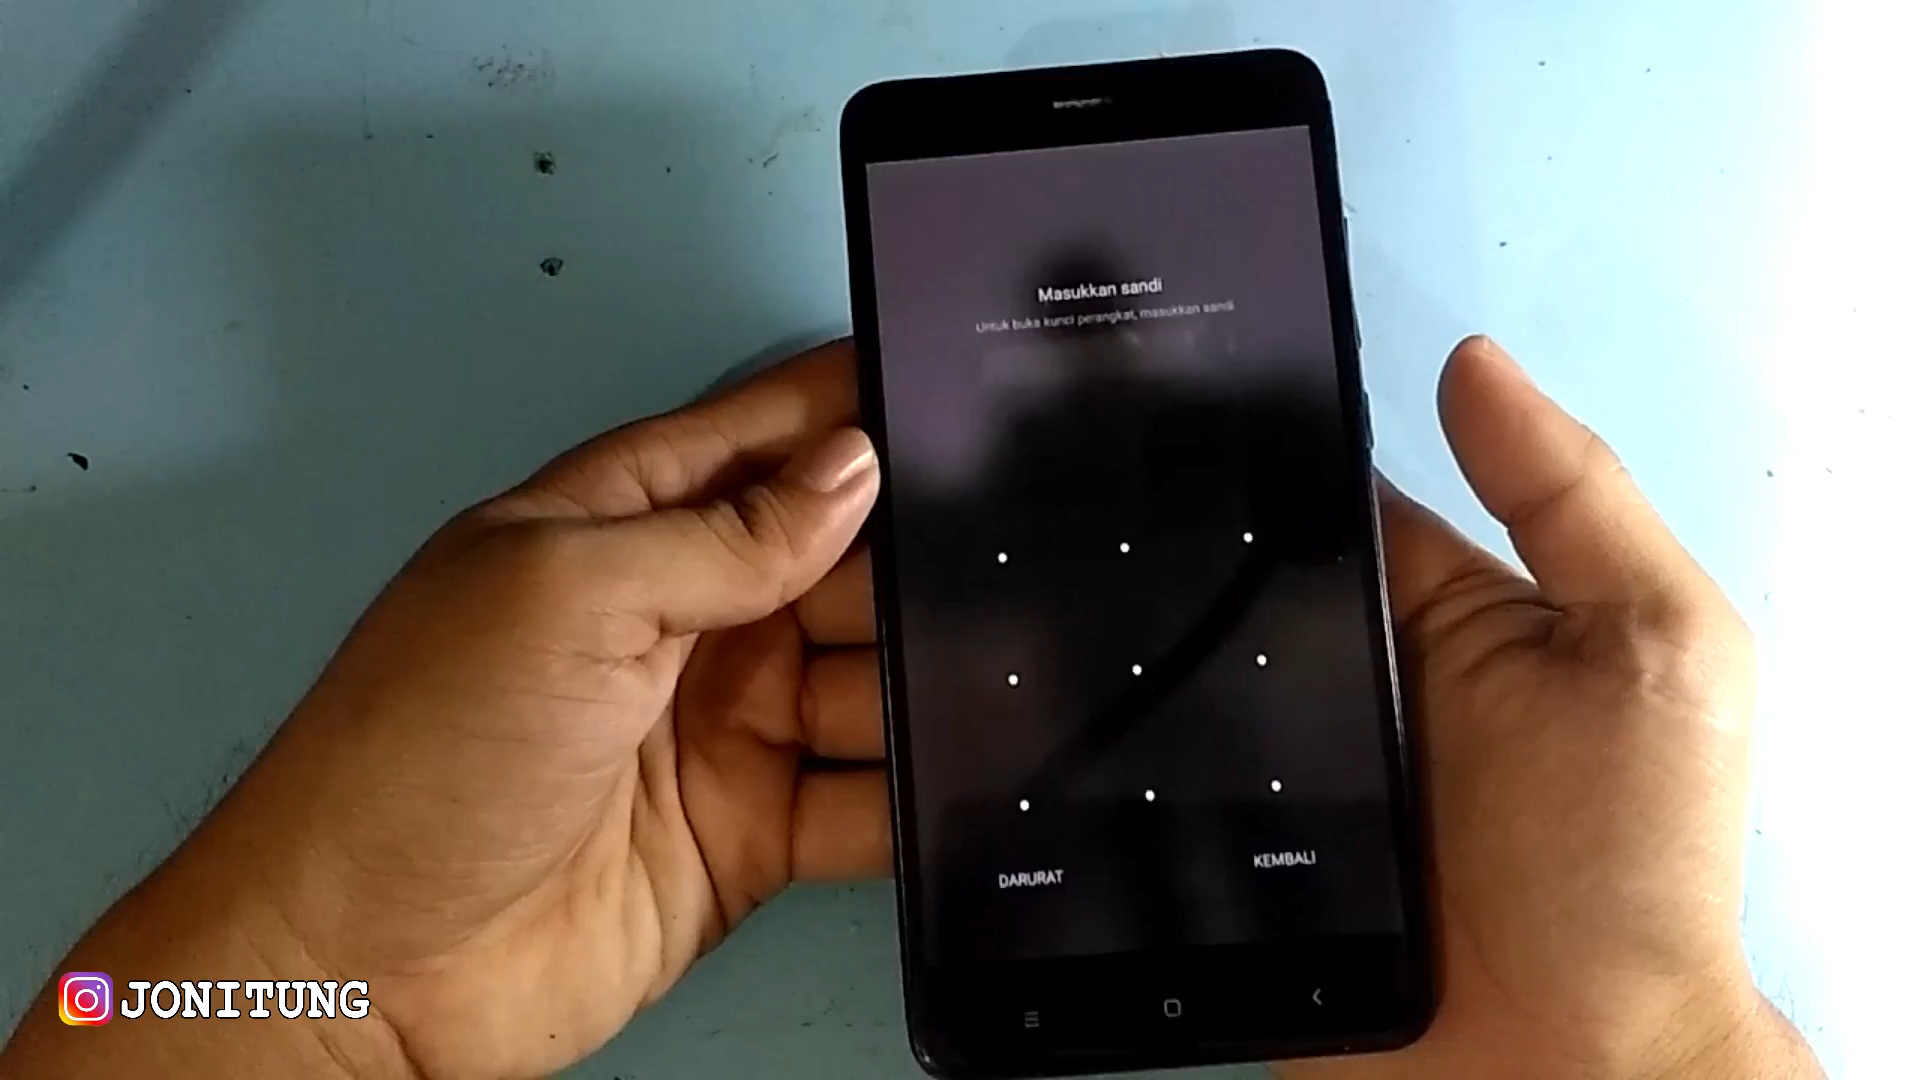 Masukkan sandi
Untuk buka kunci perangkat, masukkan sandi
DARURAT
KEMBALI
JONITUNG